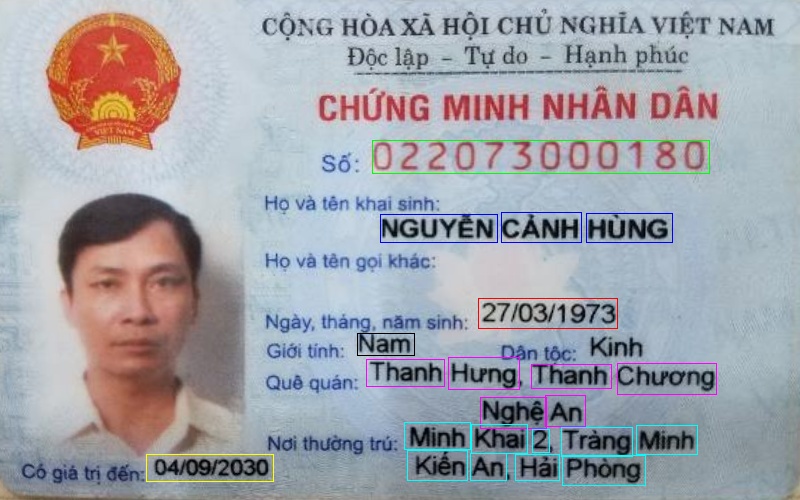 CỘNG HÒA XÃ HỘI CHỦ NGHĨA VIỆT NAM
Độc lập - Tự do - Hạnh phúc
CHỨNG MINH NHÂN DÂN
Số: 022073000180
Họ và tên khai sinh:
NGUYỄN CẢNH HÙNG
Họ và tên gọi khác:
Ngày, tháng, năm sinh: 27/03/1973
Giới tính: Nam Dân tộc: Kinh
Quê quán: Thanh Hưng, Thanh Chương
Nghệ An
Nơi thường trú: Minh Khai 2, Tràng Minh
Kiến An, Hải Phòng
Có giá trị đến: 04/09/2030
VIỆT NAM